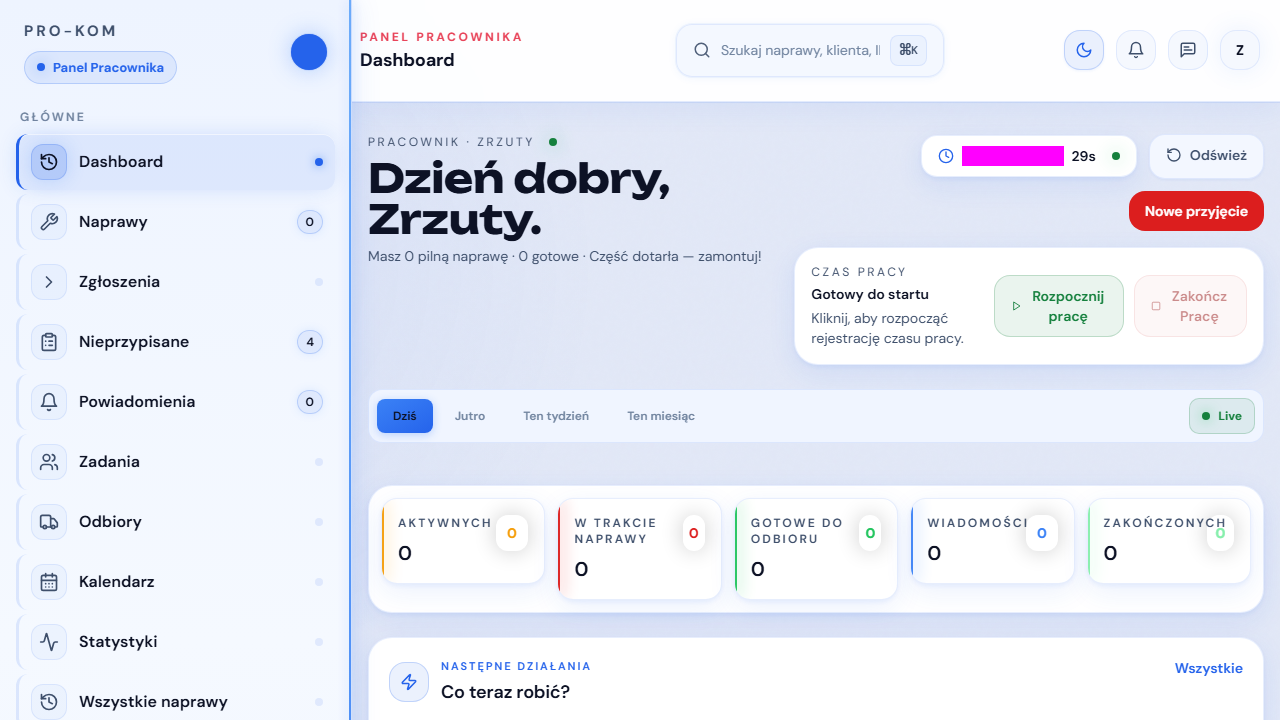 PRO-KOM
Panel Pracownika
GŁÓWNE
Dashboard
Naprawy 0
Zgłoszenia
Nieprzypisane 4
Powiadomienia 0
Zadania
Odbiory
Kalendarz
Statystyki
Wszystkie naprawy
PANEL PRACOWNIKA
Dashboard
Szukaj naprawy, klienta,
⌘K
Z
PRACOWNIK · ZRZUTY
Dzień dobry,
Zrzuty.
Masz 0 pilną naprawę · 0 gotowe · Część dotarła — zamontuj!
29s
Odśwież
Nowe przyjęcie
CZAS PRACY
Gotowy do startu
Kliknij, aby rozpocząć
rejestrację czasu pracy.
Rozpocznij
pracę
Zakończ
Pracę
Dziś
Jutro
Ten tydzień
Ten miesiąc
Live
AKTYWNYCH
0
0
W TRAKCIE
NAPRAWY
0
0
GOTOWE DO
ODBIORU
0
0
WIADOMOŚCI
0
0
ZAKOŃCZONYCH
0
0
NASTĘPNE DZIAŁANIA
Co teraz robić?
Wszystkie